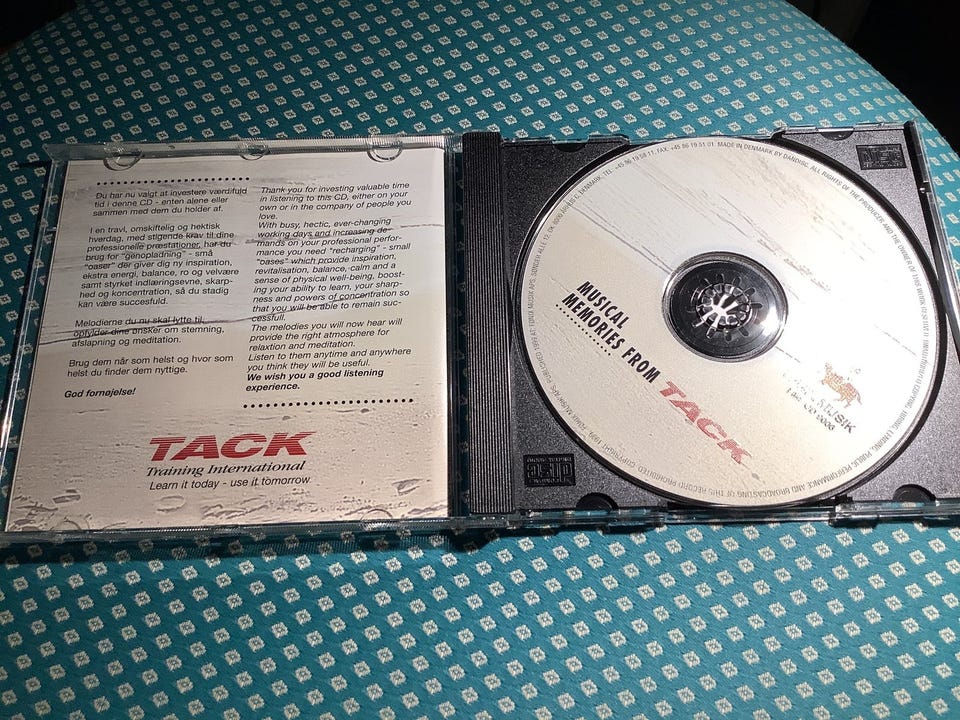 Du har nu valgt at investere værdifuld
tid i denne CD - enten alene eller
sammen med dem du holder af.
I en travl, omskiftelig og hektisk
hverdag, med stigende krav til dine
professionelle præstationer, har du
brug for "genopladning" - små
"oaser" der giver dig ny inspiration,
ekstra energi, balance, ro og velvære
samt styrket indlæringsevne, skarp-
hed og koncentration, så du stadig
kan være succesfuld.
Melodierne du nu skal lytte til,
opfylder dine ønsker om stemning,
afslapning og meditation.
Brug dem når som helst og hvor som
helst du finder dem nyttige.
God fornøjelse!
Thank you for investing valuable time
in listening to this CD, either on your
own or in the company of people you
love.
With busy, hectic, ever-changing
working days and increasing de-
mands on your professional perfor-
mance you need "recharging" - small
"oases" which provide inspiration,
revitalisation, balance, calm and a
sense of physical well-being, boost-
ing your ability to learn, your sharp-
ness and powers of concentration so
that you will be able to remain suc-
cessfull.
The melodies you will now hear will
provide the right atmosphere for
relaxtion and meditation.
Listen to them anytime and anywhere
you think they will be useful.
We wish you a good listening
experience.
TACK
Training International
Learn it today - use it tomorrow
MUSICAL
MEMORIES FROM
TACK
MADE IN DENMARK BY DANDISC. ALL RIGHTS OF THE PRODUCER AND THE OWNER OF THIS WORK
PUBLIC PERFORMANCE AND BROADCASTING OF THIS RECORD PROHIBITED. COPYRIGHT 1999,